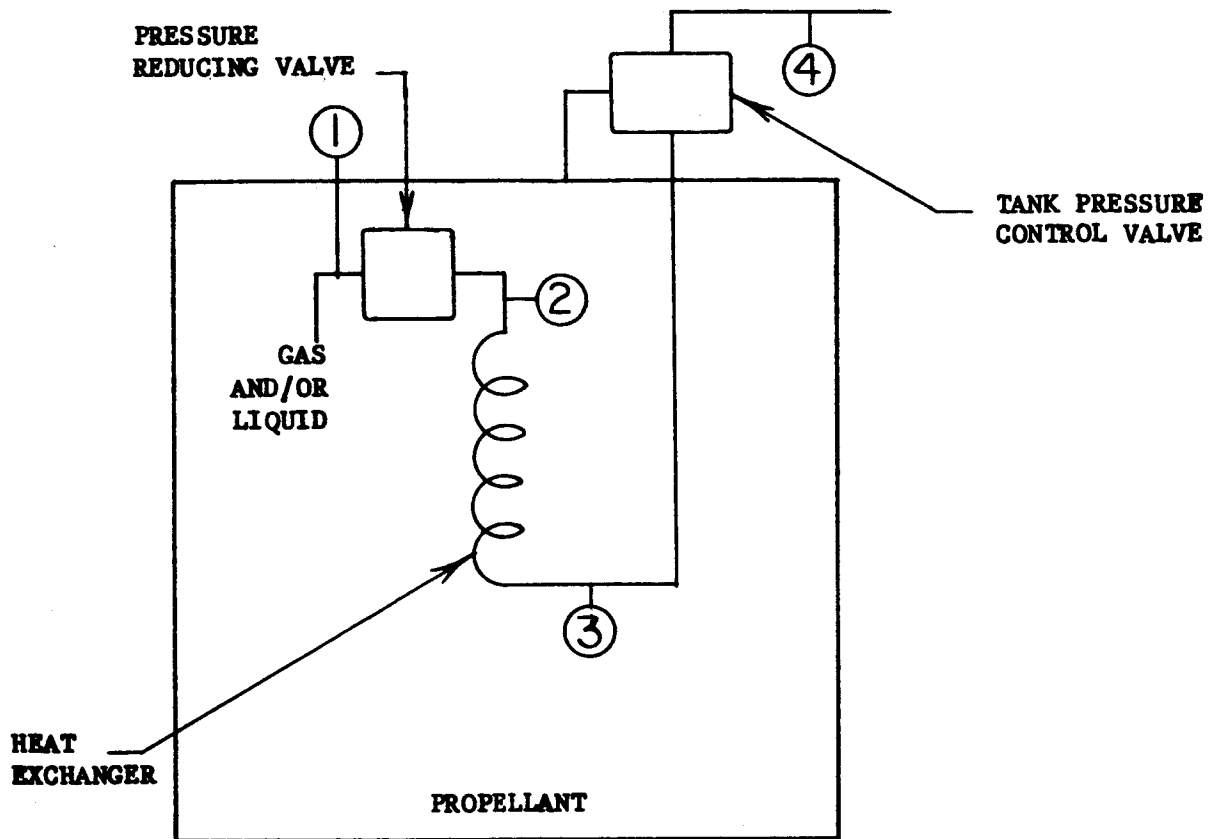 PRESSURE
REDUCING VALVE
4
1
TANK PRESSURE
CONTROL VALVE
2
GAS
AND/OR
LIQUID
3
HEAT
EXCHANGER
PROPELLANT